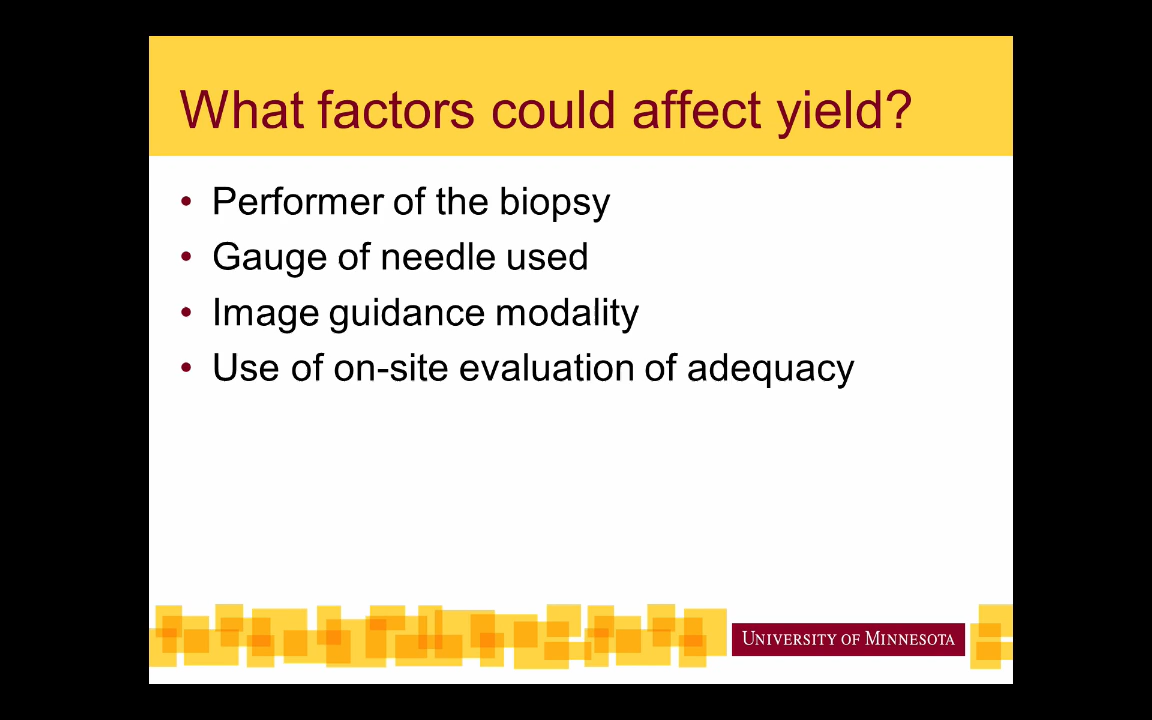 What factors could affect yield?
• Performer of the biopsy
• Gauge of needle used
• Image guidance modality
• Use of on-site evaluation of adequacy
UNIVERSITY OF MINNESOTA